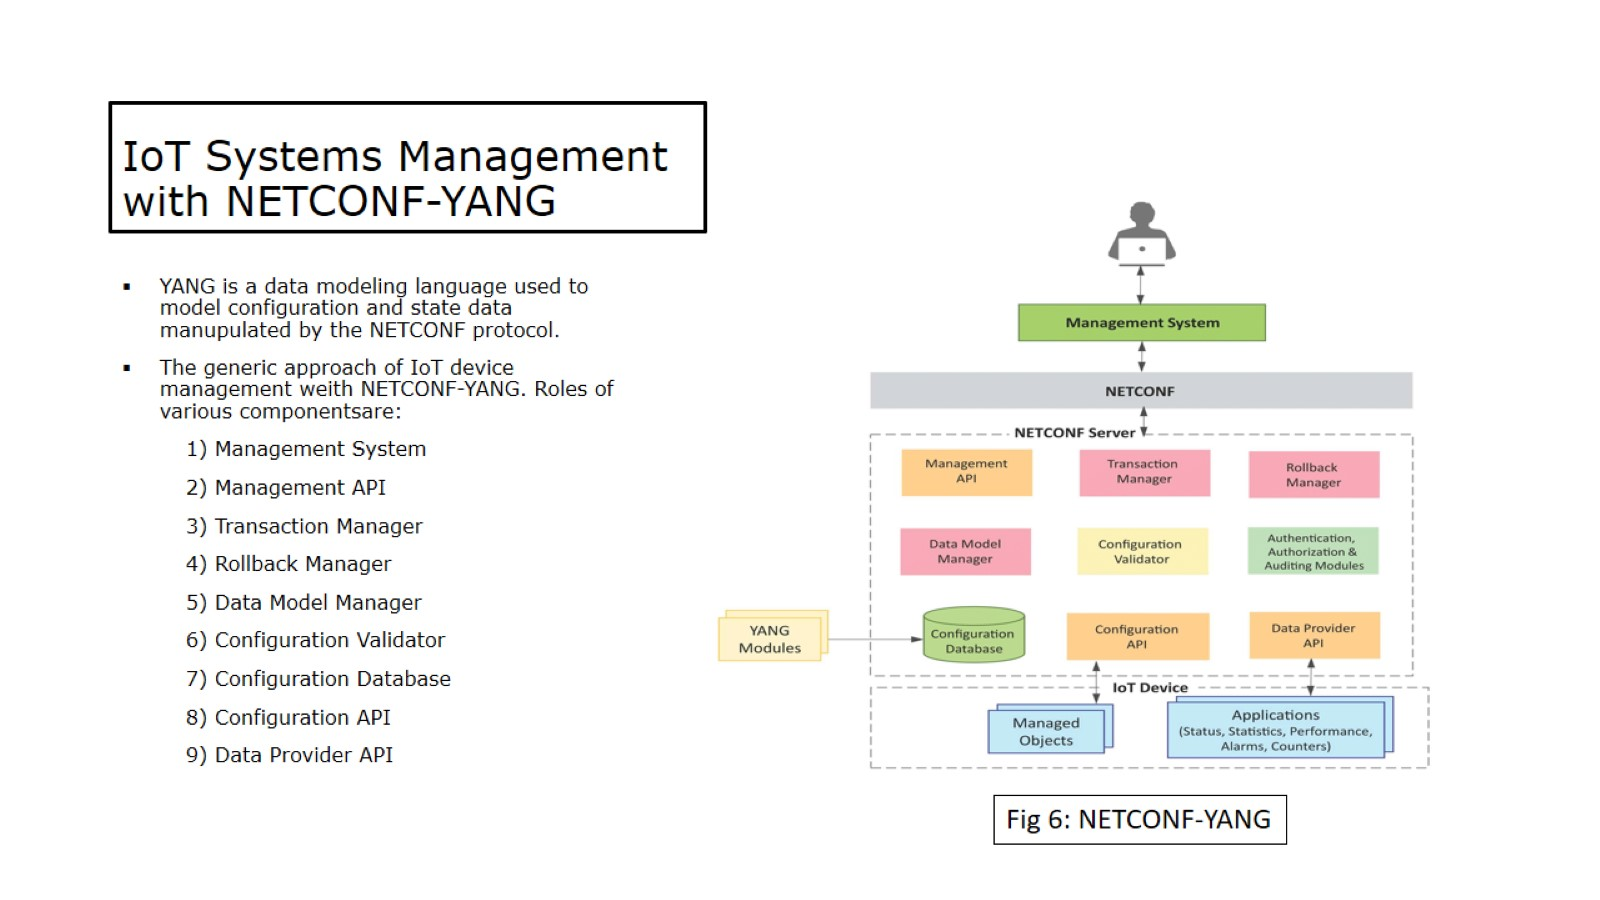 IoT Systems Management
with NETCONF-YANG
▪ YANG is a data modeling language used to
model configuration and state data
manupulated by the NETCONF protocol.
▪ The generic approach of IoT device
management weith NETCONF-YANG. Roles of
various componentsare:
1) Management System
2) Management API
3) Transaction Manager
4) Rollback Manager
5) Data Model Manager
6) Configuration Validator
7) Configuration Database
8) Configuration API
9) Data Provider API
Management System
NETCONF
NETCONF Server
Management
API
Transaction
Manager
Rollback
Manager
Data Model
Manager
Configuration
Validator
Authentication,
Authorization &
Auditing Modules
YANG
Modules
Configuration
Database
Configuration
API
Data Provider
API
IoT Device
Managed
Objects
Applications
(Status, Statistics, Performance,
Alarms, Counters)
Fig 6: NETCONF-YANG